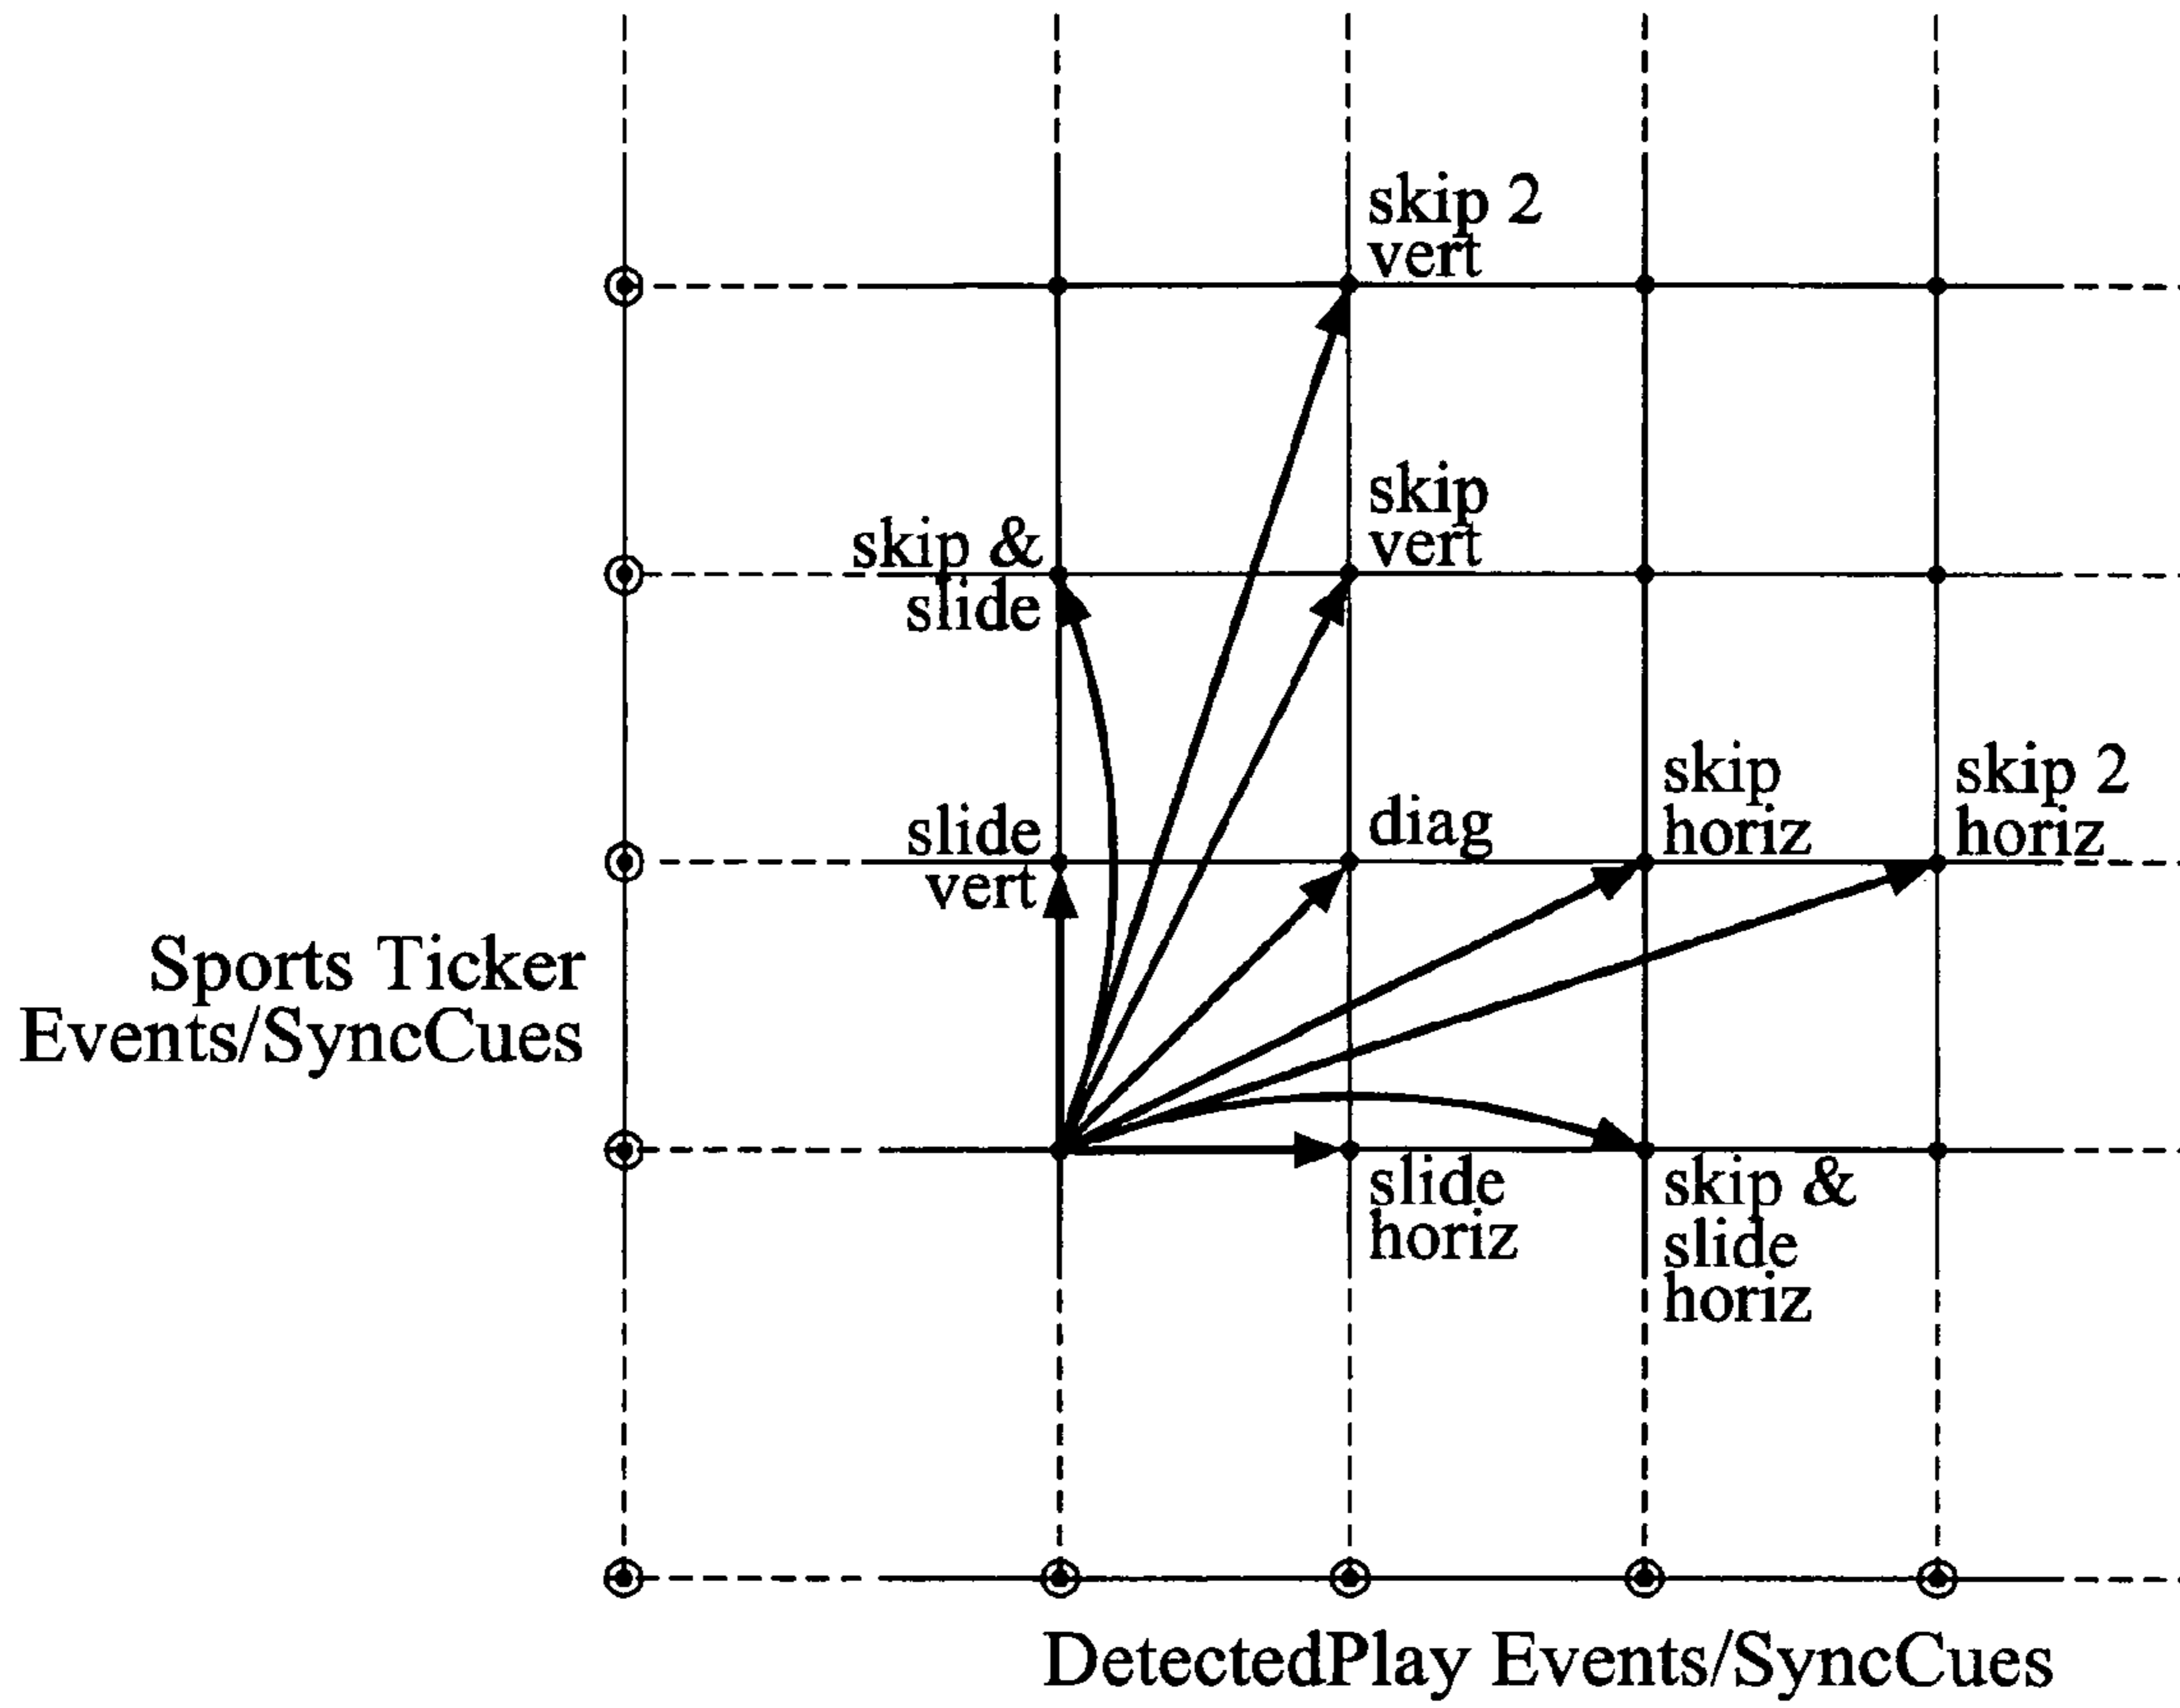 skip 2
vert
skip
vert
skip &
slide
slide
vert
diag
skip
horiz
skip 2
horiz
Sports Ticker
Events/SyncCues
slide
horiz
skip &
slide
horiz
DetectedPlay Events/SyncCues